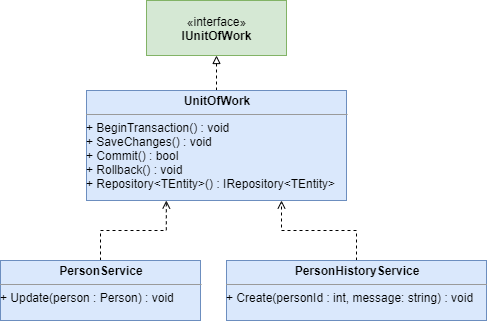 «interface»
IUnitOfWork
UnitOfWork
+ BeginTransaction() : void
+ SaveChanges() : void
+ Commit() : bool
+ Rollback() : void
+ Repository<TEntity>() : IRepository<TEntity>
PersonService
+ Update(person : Person) : void
PersonHistoryService
+ Create(personId : int, message: string) : void